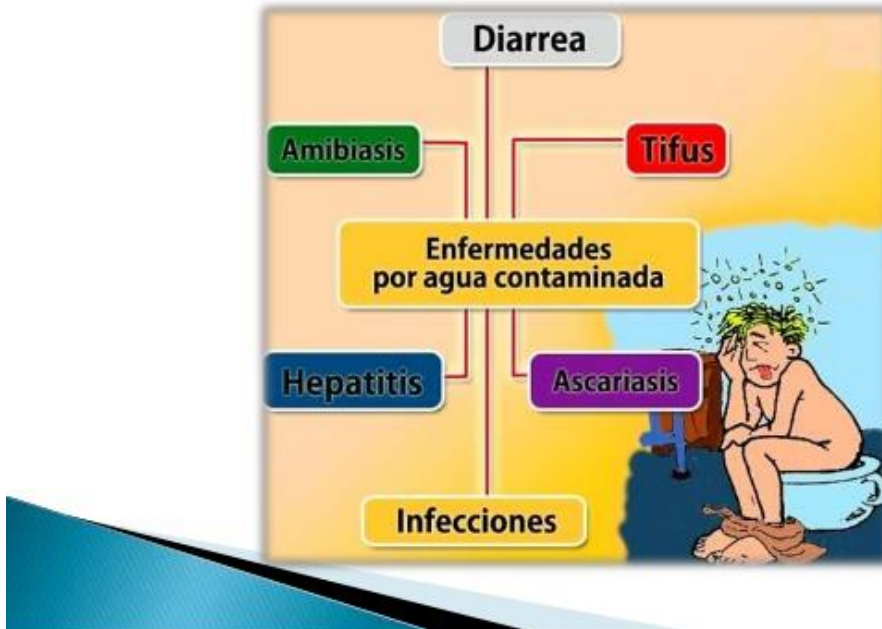 Diarrea
Amibiasis
Tifus
Enfermedades
por agua contaminada
Hepatitis
Ascariasis
Infecciones